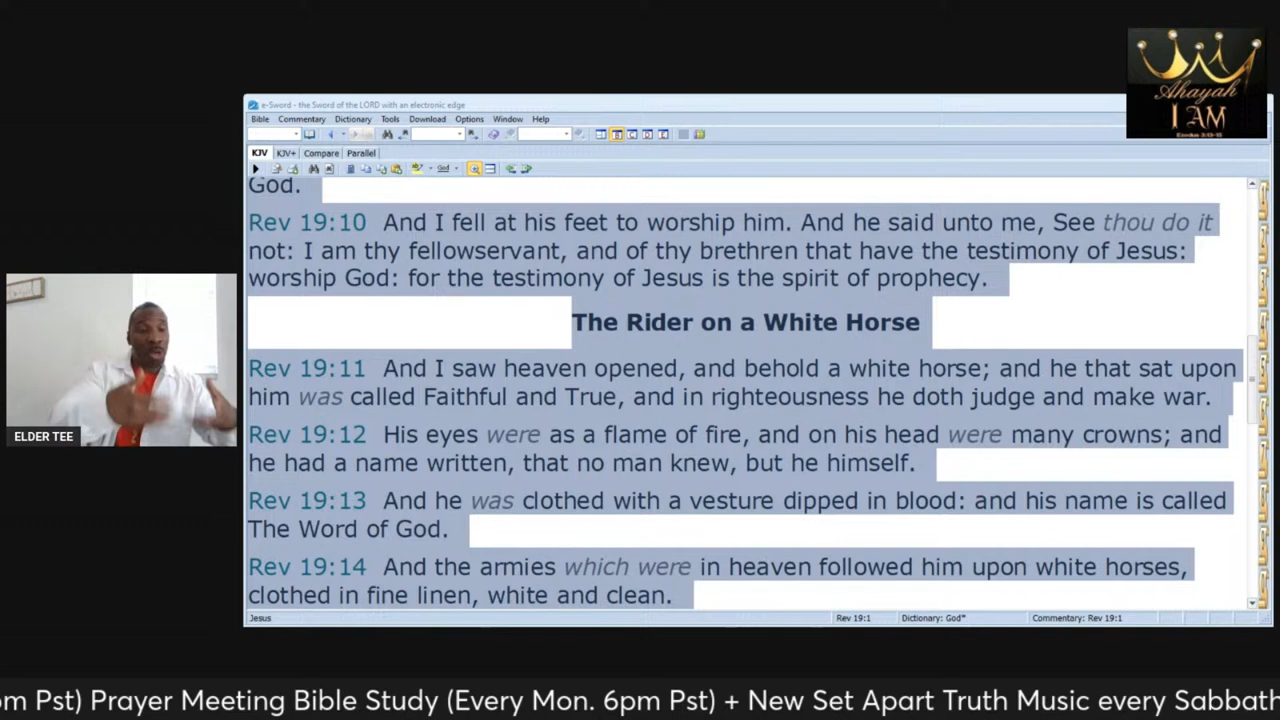 Ahayah
I AM
Exodus 3:13-15
e-Sword - the Sword of the LORD with an electronic edge
Bible Commentary Dictionary Tools Download Options Window Help
KJV KJV+ Compare Parallel
God.
Rev 19:10 And I fell at his feet to worship him. And he said unto me, See thou do it
not: I am thy fellowservant, and of thy brethren that have the testimony of Jesus:
worship God: for the testimony of Jesus is the spirit of prophecy.
The Rider on a White Horse
Rev 19:11 And I saw heaven opened, and behold a white horse; and he that sat upon
him was called Faithful and True, and in righteousness he doth judge and make war.
Rev 19:12 His eyes were as a flame of fire, and on his head were many crowns; and
he had a name written, that no man knew, but he himself.
Rev 19:13 And he was clothed with a vesture dipped in blood: and his name is called
The Word of God.
Rev 19:14 And the armies which were in heaven followed him upon white horses,
clothed in fine linen, white and clean.
Jesus Rev 19:1 Dictionary: God* Commentary: Rev 19:1
ELDER TEE
om Pst) Prayer Meeting Bible Study (Every Mon. 6pm Pst) + New Set Apart Truth Music every Sabbath